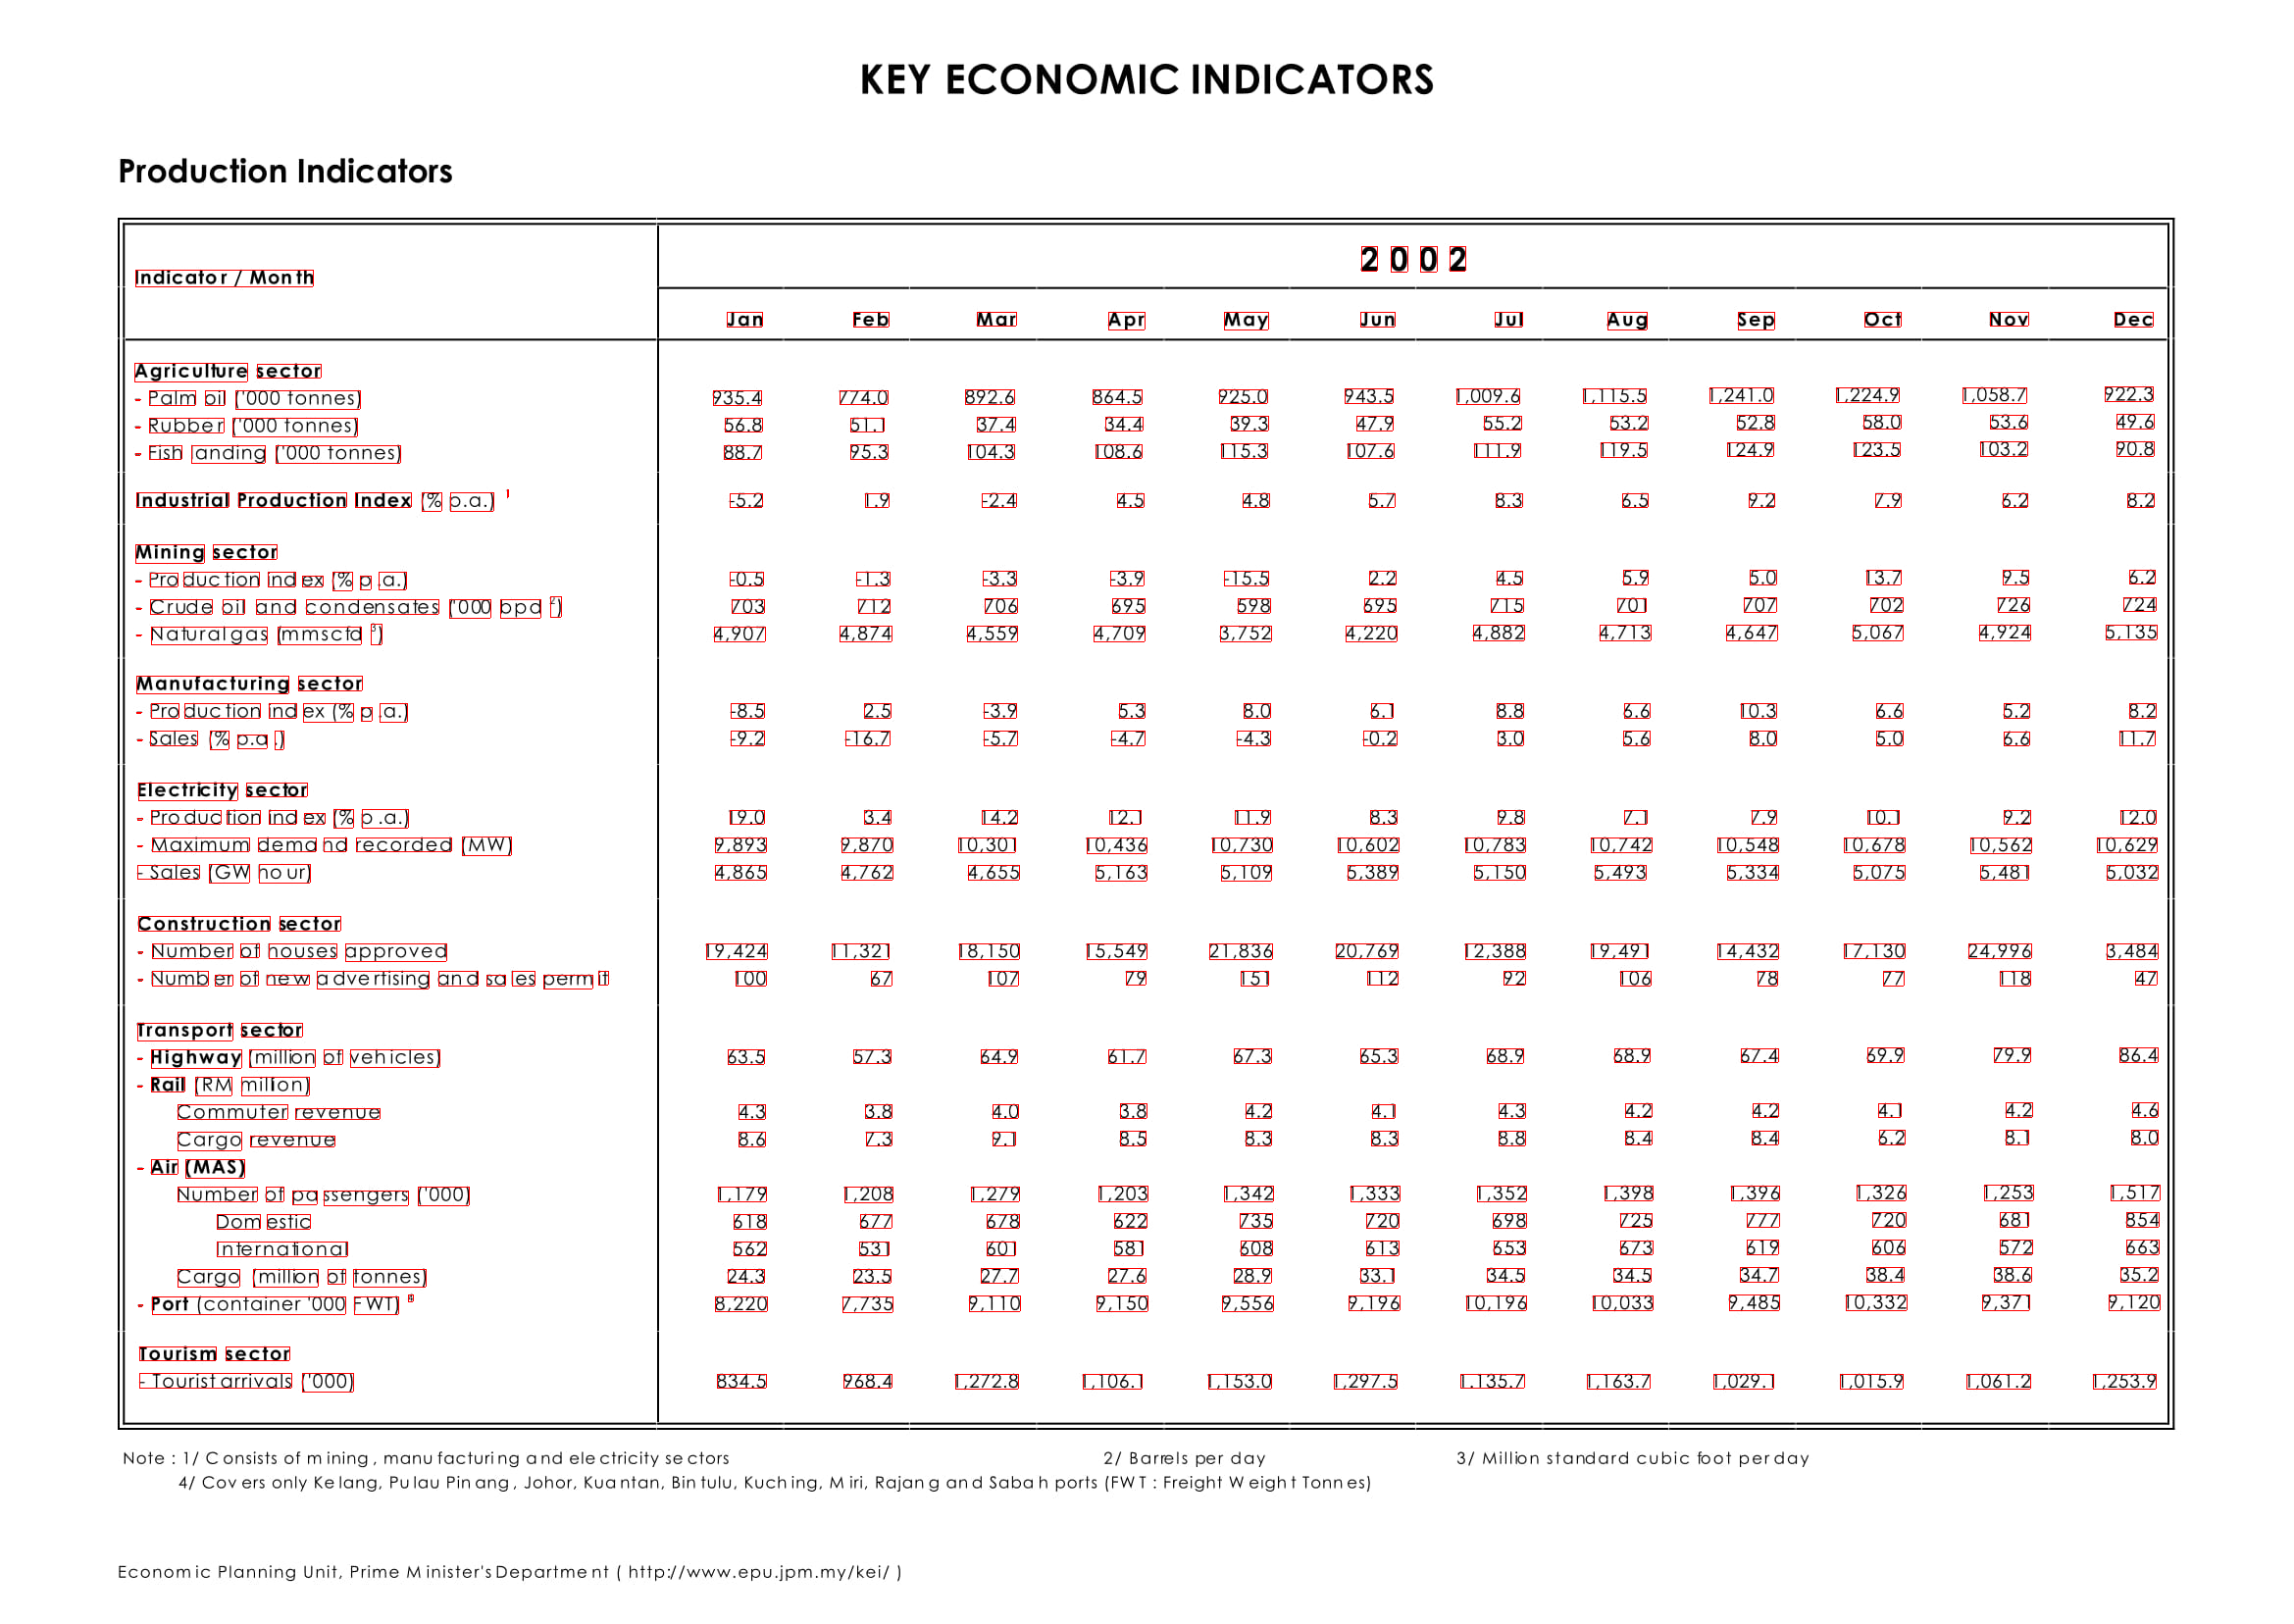 KEY ECONOMIC INDICATORS
Production Indicators
2 0 0 2
Indicator / Month
Jan Feb Mar Apr May Jun Jul Aug Sep Oct Nov Dec
Agriculture sector
- Palm oil ('000 tonnes) 935.4 774.0 892.6 864.5 925.0 943.5 1,009.6 1,115.5 1,241.0 1,224.9 1,058.7 922.3
- Rubber ('000 tonnes) 56.8 51.1 37.4 34.4 39.3 47.9 55.2 53.2 52.8 58.0 53.6 49.6
- Fish landing ('000 tonnes) 88.7 95.3 104.3 108.6 115.3 107.6 111.9 119.5 124.9 123.5 103.2 90.8
Industrial Production Index (% p.a.) 1 -5.2 1.9 -2.4 4.5 4.8 5.7 8.3 6.5 9.2 7.9 6.2 8.2
Mining sector
- Production index (% p.a.) -0.5 -1.3 -3.3 -3.9 -15.5 2.2 4.5 5.9 5.0 13.7 9.5 6.2
- Crude oil and condensates ('000 bpd 2) 703 712 706 695 598 695 715 701 707 702 726 724
- Natural gas (mmscfd 3) 4,907 4,874 4,559 4,709 3,752 4,220 4,882 4,713 4,647 5,067 4,924 5,135
Manufacturing sector
- Production index (% p.a.) -8.5 2.5 -3.9 5.3 8.0 6.1 8.8 6.6 10.3 6.6 5.2 8.2
- Sales (% p.a.) -9.2 -16.7 -5.7 -4.7 -4.3 -0.2 3.0 5.6 8.0 5.0 6.6 11.7
Electricity sector
- Production index (% p.a.) 19.0 3.4 14.2 12.1 11.9 8.3 9.8 7.1 7.9 10.1 9.2 12.0
- Maximum demand recorded (MW) 9,893 9,870 10,301 10,436 10,730 10,602 10,783 10,742 10,548 10,678 10,562 10,629
- Sales (GW hour) 4,865 4,762 4,655 5,163 5,109 5,389 5,150 5,493 5,334 5,075 5,481 5,032
Construction sector
- Number of houses approved 19,424 11,321 18,150 15,549 21,836 20,769 12,388 19,491 14,432 17,130 24,996 3,484
- Number of new advertising and sales permit 100 67 107 79 151 112 92 106 78 77 118 47
Transport sector
- Highway (million of vehicles) 63.5 57.3 64.9 61.7 67.3 65.3 68.9 68.9 67.4 69.9 79.9 86.4
- Rail (RM million)
Commuter revenue 4.3 3.8 4.0 3.8 4.2 4.1 4.3 4.2 4.2 4.1 4.2 4.6
Cargo revenue 8.6 7.3 9.1 8.5 8.3 8.3 8.8 8.4 8.4 6.2 8.1 8.0
- Air (MAS)
Number of passengers ('000) 1,179 1,208 1,279 1,203 1,342 1,333 1,352 1,398 1,396 1,326 1,253 1,517
Domestic 618 677 678 622 735 720 698 725 777 720 681 854
International 562 531 601 581 608 613 653 673 619 606 572 663
Cargo (million of tonnes) 24.3 23.5 27.7 27.6 28.9 33.1 34.5 34.5 34.7 38.4 38.6 35.2
- Port (container '000 FWT) 4 8,220 7,735 9,110 9,150 9,556 9,196 10,196 10,033 9,485 10,332 9,371 9,120
Tourism sector
- Tourist arrivals ('000) 834.5 968.4 1,272.8 1,106.1 1,153.0 1,297.5 1.135.7 1,163.7 1,029.1 1,015.9 1,061.2 1,253.9
Note : 1/ Consists of mining, manufacturing and electricity sectors 2/ Barrels per day 3/ Million standard cubic foot per day
4/ Covers only Kelang, Pulau Pinang, Johor, Kuantan, Bintulu, Kuching, Miri, Rajang and Sabah ports (FWT : Freight Weight Tonnes)
Economic Planning Unit, Prime Minister's Department ( http://www.epu.jpm.my/kei/ )